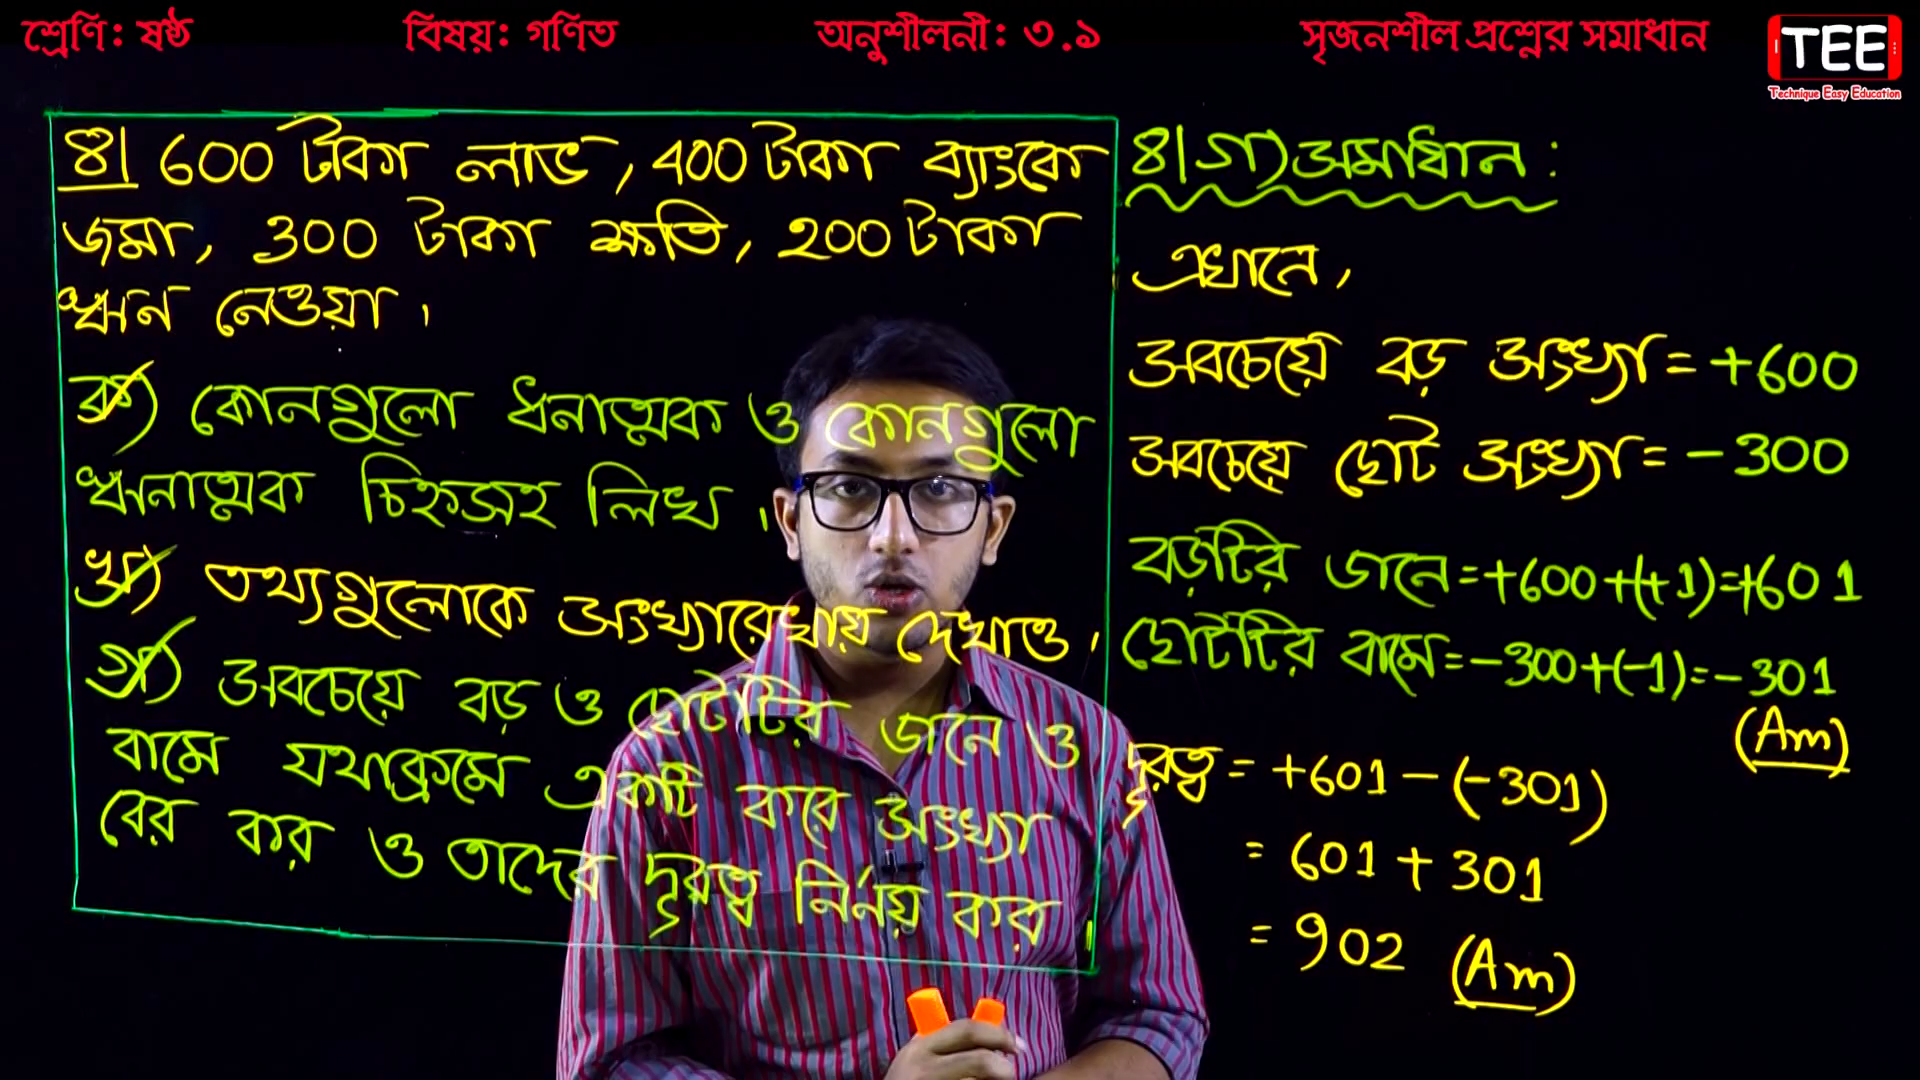 শ্রেণি: ষষ্ঠ
বিষয়: গণিত
অনুশীলনী: ৩.১
সৃজনশীল প্রশ্নের সমাধান
TEE
Technique Easy Education
৪। 600 টাকা লাভ, 400 টাকা ব্যাংকে
জমা, 300 টাকা ক্ষতি, 200 টাকা
ঋন নেওয়া।
ক) কোনগুলো ধনাত্মক ও কোনগুলো
ঋনাত্মক চিহ্নসহ লিখ।
খ) তথ্যগুলোকে সংখ্যারেখায় দেখাও।
গ) সবচেয়ে বড় ও ছোটটির ডানে ও
বামে যথাক্রমে একটি করে সংখ্যা
বের কর ও তাদের দূরত্ব নির্ণয় কর
৪। গ) সমাধান:
এখানে,
সবচেয়ে বড় সংখ্যা = +600
সবচেয়ে ছোট সংখ্যা = -300
বড়টির ডানে = +600+(+1)=+601
ছোটটির বামে = -300+(-1)=-301
(Ans)
দূরত্ব = +601-(-301)
= 601 + 301
= 902 (Ans)